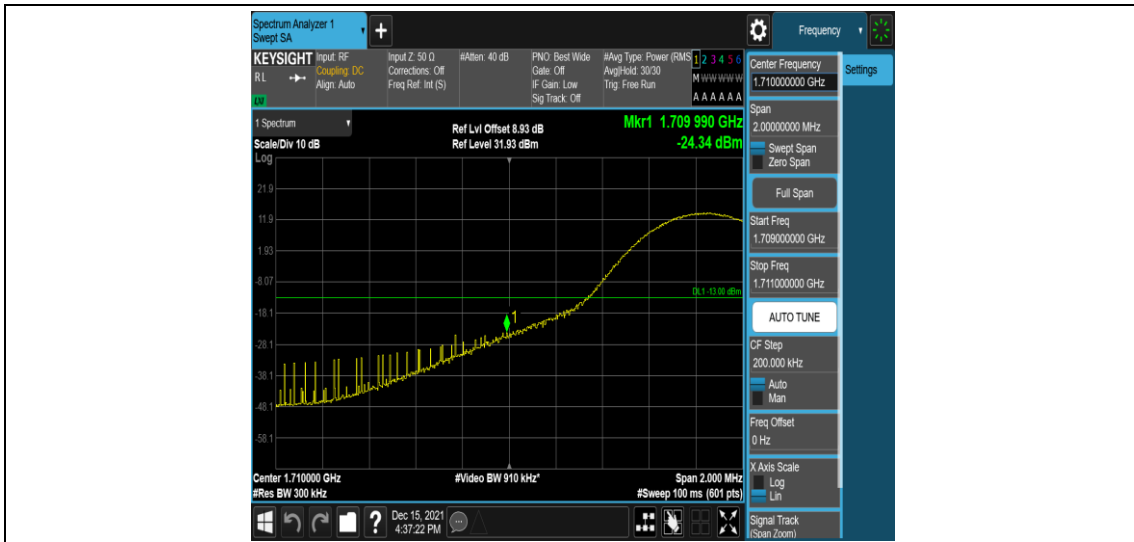 Spectrum Analyzer 1
Swept SA
+
Frequency
KEYSIGHT
RL
LXI
Input: RF
Coupling: DC
Align: Auto
Input Z: 50 Ω
Corrections: Off
Freq Ref: Int (S)
#Atten: 40 dB
PNO: Best Wide
Gate: Off
IF Gain: Low
Sig Track: Off
#Avg Type: Power (RMS
Avg|Hold: 30/30
Trig: Free Run
1 2 3 4 5 6
M W W W W W
A A A A A A
1 Spectrum
Scale/Div 10 dB
Ref Lvl Offset 8.93 dB
Ref Level 31.93 dBm
Mkr1 1.709 990 GHz
-24.34 dBm
Log
21.9
11.9
1.93
-8.07
DL1 -13.00 dBm
-18.1
1
-28.1
-38.1
-48.1
-58.1
Center 1.710000 GHz
#Res BW 300 kHz
#Video BW 910 kHz*
Span 2.000 MHz
#Sweep 100 ms (601 pts)
Center Frequency
1.710000000 GHz
Settings
Span
2.00000000 MHz
Swept Span
Zero Span
Full Span
Start Freq
1.709000000 GHz
Stop Freq
1.711000000 GHz
AUTO TUNE
CF Step
200.000 kHz
Auto
Man
Freq Offset
0 Hz
X Axis Scale
Log
Lin
Signal Track
(Span Zoom)
?
Dec 15, 2021
4:37:22 PM